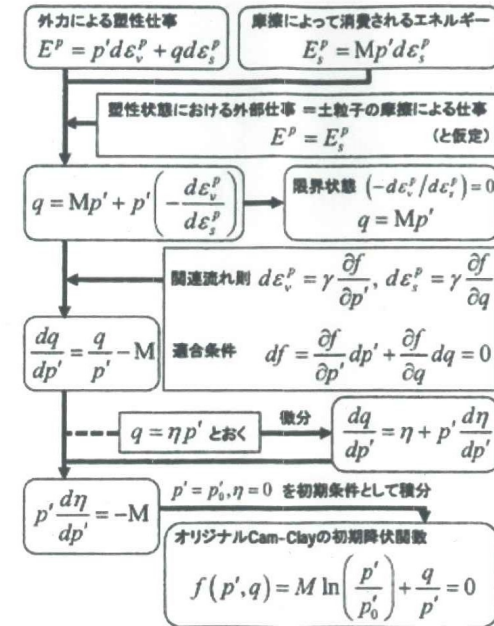 外力による塑性仕事
E^p = p'dε_v^p + qdε_s^p
摩擦によって消費されるエネルギー
E_s^p = Mp'dε_s^p
塑性状態における外部仕事 = 土粒子の摩擦による仕事
E^p = E_s^p （と仮定）
q = Mp' + p'(-dε_v^p/dε_s^p)
限界状態 (-dε_v^p/dε_s^p) = 0
q = Mp'
関連流れ則 dε_v^p = γ ∂f/∂p', dε_s^p = γ ∂f/∂q
適合条件 df = ∂f/∂p' dp' + ∂f/∂q dq = 0
dq/dp' = q/p' - M
q = ηp' とおく
微分
dq/dp' = η + p' dη/dp'
p' dη/dp' = -M
p' = p'_0, η = 0 を初期条件として積分
オリジナルCam-Clayの初期降伏関数
f(p', q) = M ln(p'/p'_0) + q/p' = 0